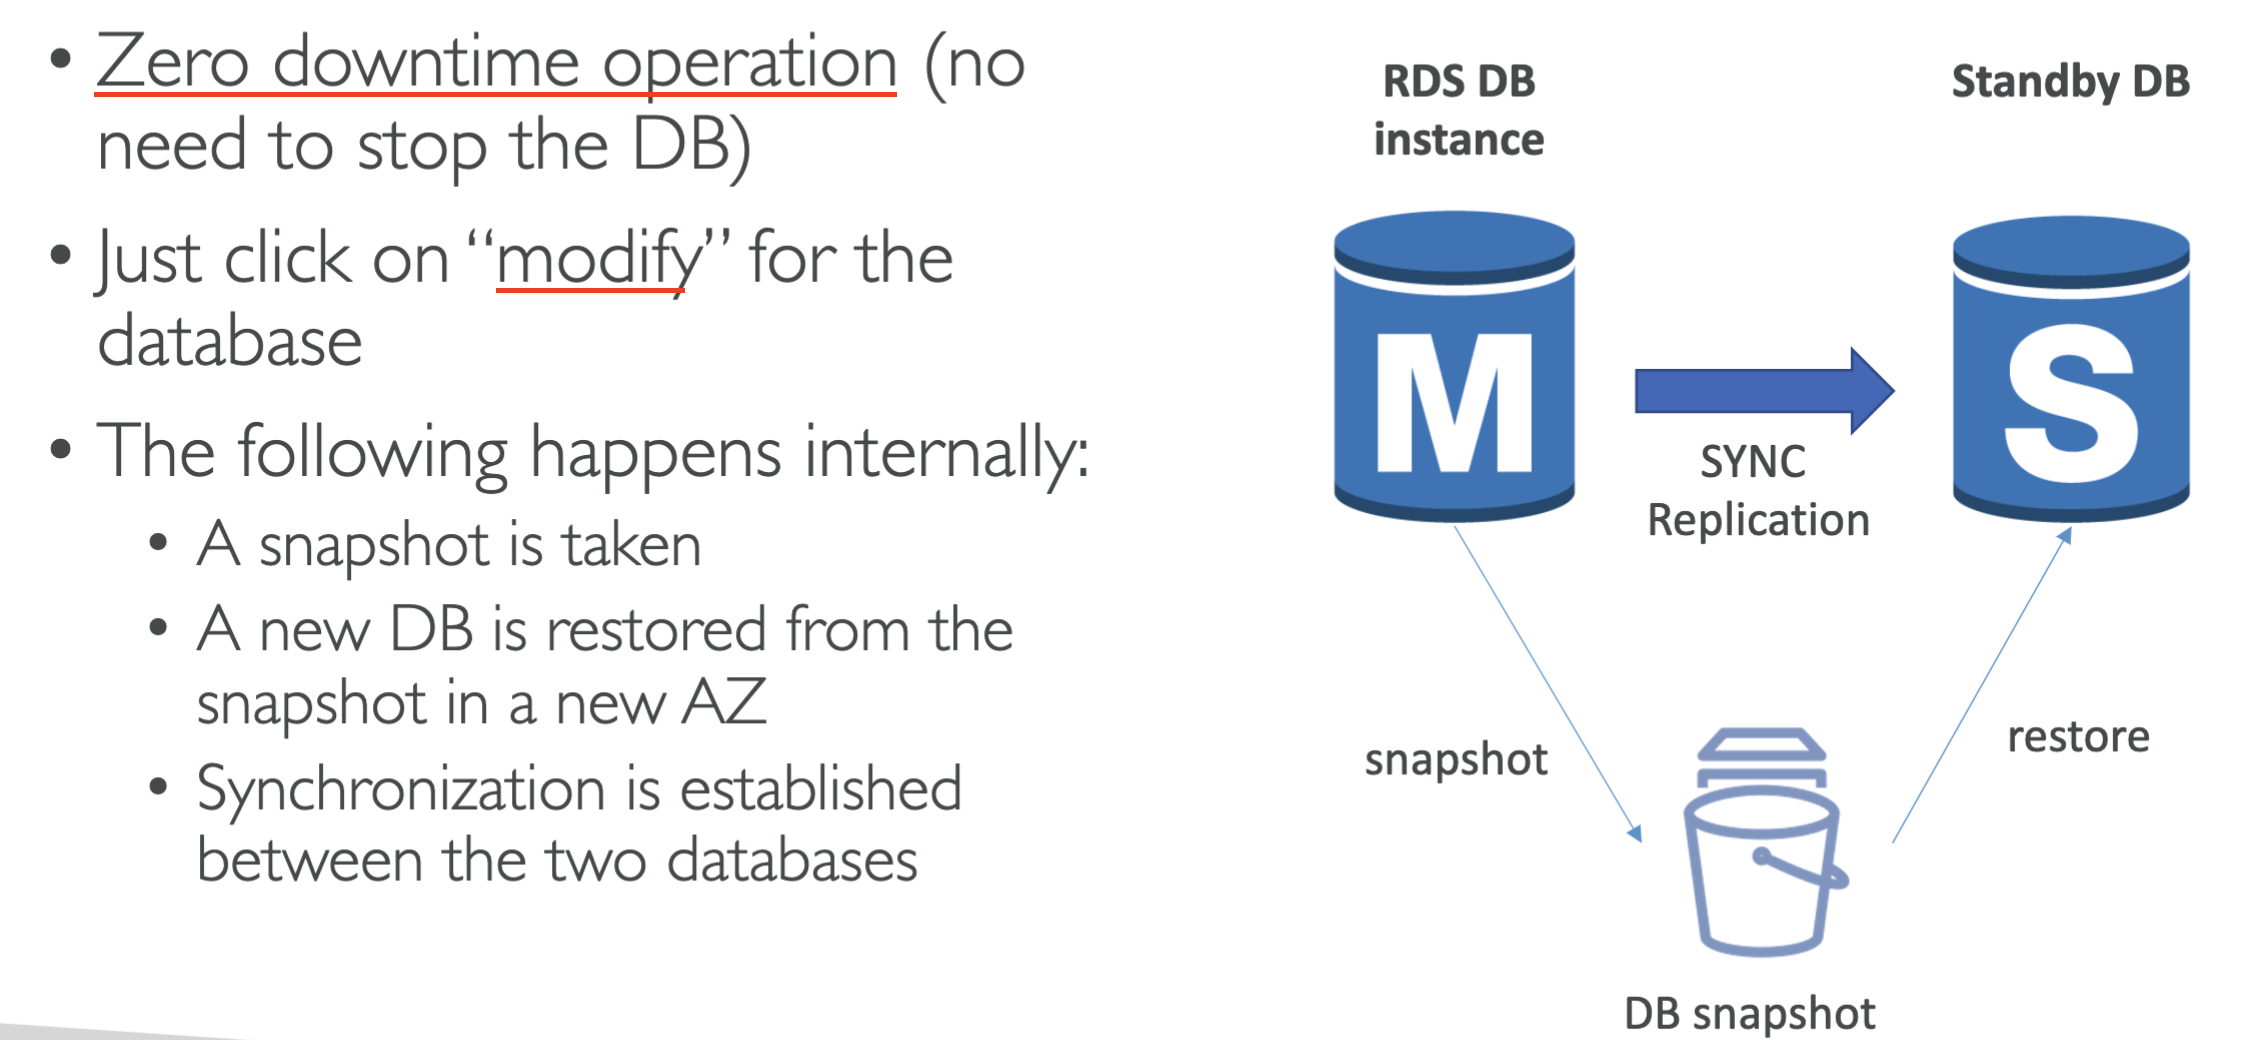 • Zero downtime operation (no
need to stop the DB)
• Just click on “modify” for the
database
• The following happens internally:
• A snapshot is taken
• A new DB is restored from the
snapshot in a new AZ
• Synchronization is established
between the two databases
RDS DB
instance
Standby DB
M
S
SYNC
Replication
snapshot
restore
DB snapshot